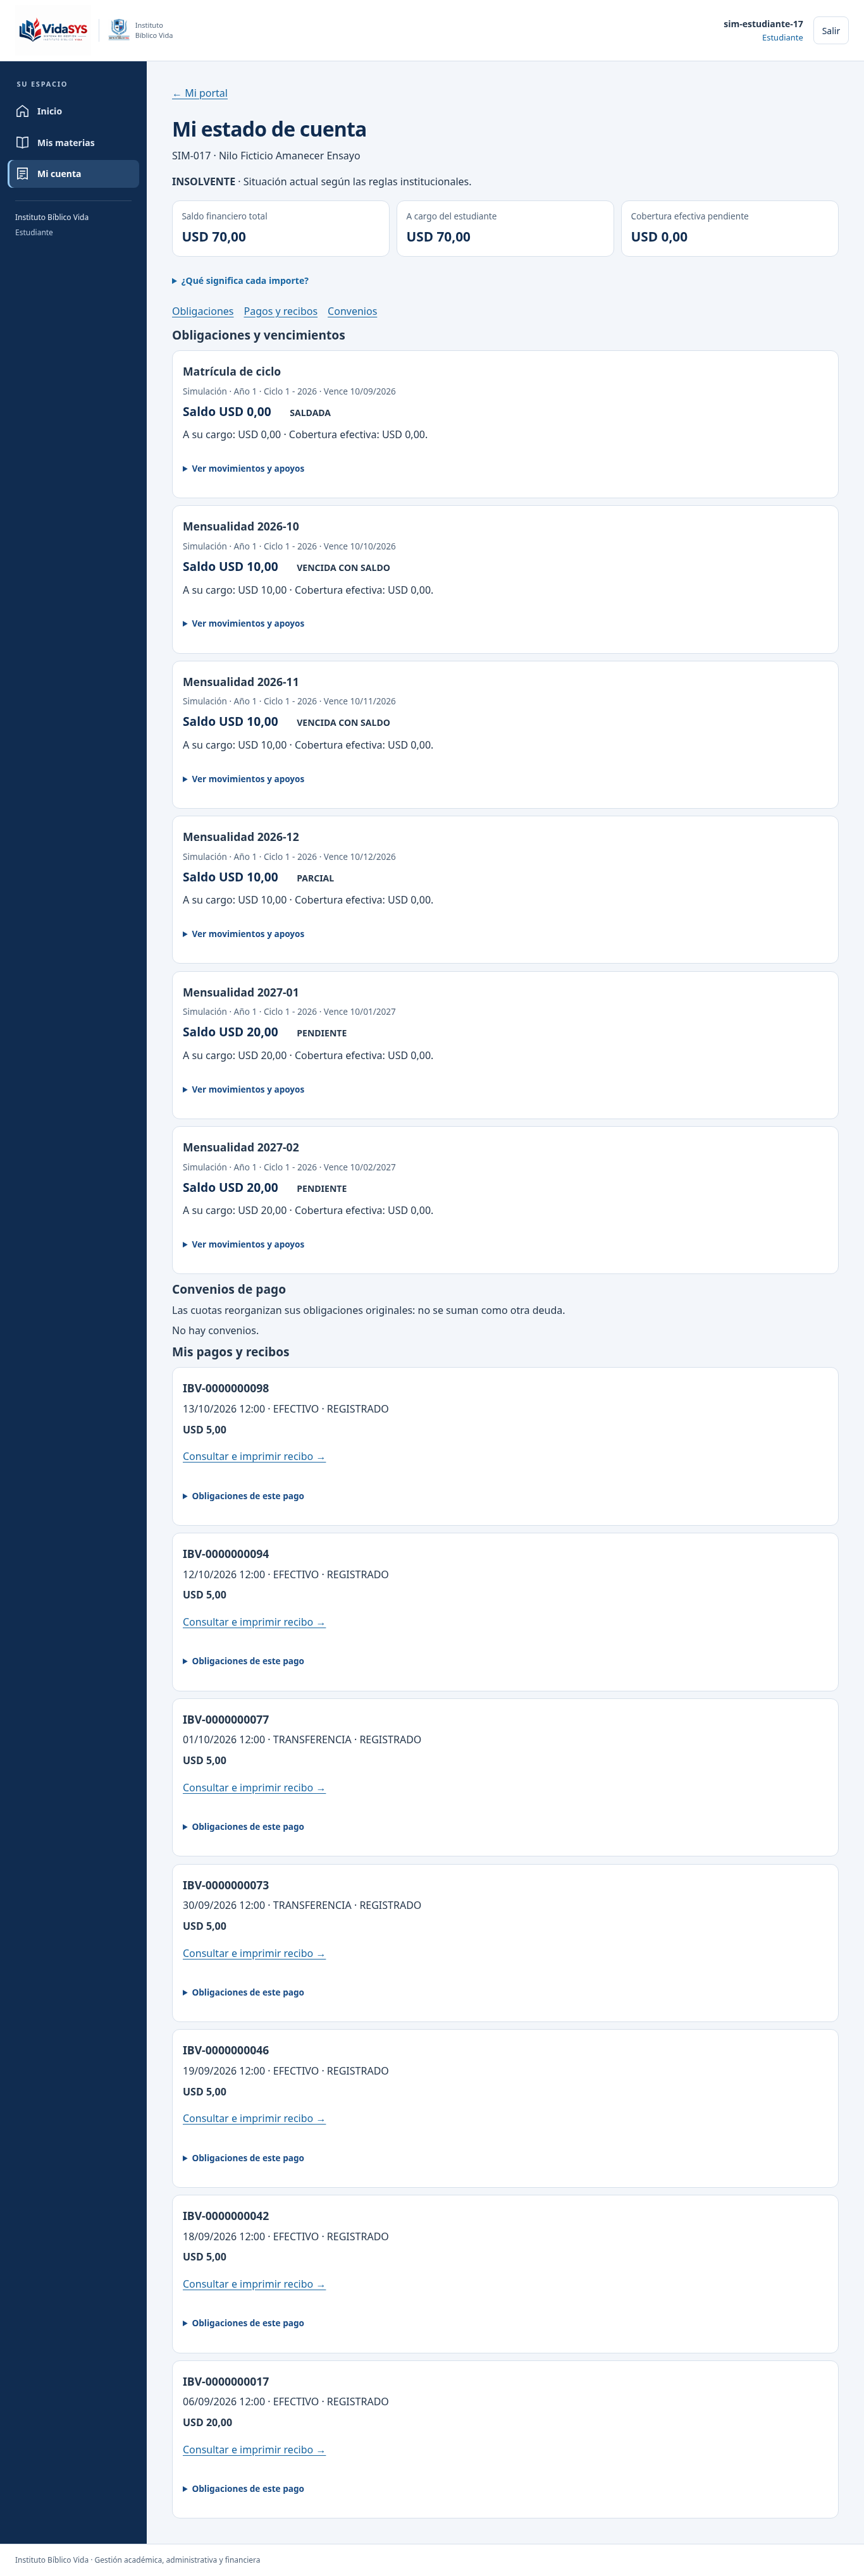 VidaSYS
Instituto
Bíblico Vida
sim-estudiante-17
Estudiante
Salir
SU ESPACIO
Inicio
Mis materias
Mi cuenta
Instituto Bíblico Vida
Estudiante
← Mi portal
Mi estado de cuenta
SIM-017 · Nilo Ficticio Amanecer Ensayo
INSOLVENTE · Situación actual según las reglas institucionales.
Saldo financiero total
USD 70,00
A cargo del estudiante
USD 70,00
Cobertura efectiva pendiente
USD 0,00
▶ ¿Qué significa cada importe?
Obligaciones Pagos y recibos Convenios
Obligaciones y vencimientos
Matrícula de ciclo
Simulación · Año 1 · Ciclo 1 - 2026 · Vence 10/09/2026
Saldo USD 0,00 SALDADA
A su cargo: USD 0,00 · Cobertura efectiva: USD 0,00.
▶ Ver movimientos y apoyos
Mensualidad 2026-10
Simulación · Año 1 · Ciclo 1 - 2026 · Vence 10/10/2026
Saldo USD 10,00 VENCIDA CON SALDO
A su cargo: USD 10,00 · Cobertura efectiva: USD 0,00.
▶ Ver movimientos y apoyos
Mensualidad 2026-11
Simulación · Año 1 · Ciclo 1 - 2026 · Vence 10/11/2026
Saldo USD 10,00 VENCIDA CON SALDO
A su cargo: USD 10,00 · Cobertura efectiva: USD 0,00.
▶ Ver movimientos y apoyos
Mensualidad 2026-12
Simulación · Año 1 · Ciclo 1 - 2026 · Vence 10/12/2026
Saldo USD 10,00 PARCIAL
A su cargo: USD 10,00 · Cobertura efectiva: USD 0,00.
▶ Ver movimientos y apoyos
Mensualidad 2027-01
Simulación · Año 1 · Ciclo 1 - 2026 · Vence 10/01/2027
Saldo USD 20,00 PENDIENTE
A su cargo: USD 20,00 · Cobertura efectiva: USD 0,00.
▶ Ver movimientos y apoyos
Mensualidad 2027-02
Simulación · Año 1 · Ciclo 1 - 2026 · Vence 10/02/2027
Saldo USD 20,00 PENDIENTE
A su cargo: USD 20,00 · Cobertura efectiva: USD 0,00.
▶ Ver movimientos y apoyos
Convenios de pago
Las cuotas reorganizan sus obligaciones originales: no se suman como otra deuda.
No hay convenios.
Mis pagos y recibos
IBV-0000000098
13/10/2026 12:00 · EFECTIVO · REGISTRADO
USD 5,00
Consultar e imprimir recibo →
▶ Obligaciones de este pago
IBV-0000000094
12/10/2026 12:00 · EFECTIVO · REGISTRADO
USD 5,00
Consultar e imprimir recibo →
▶ Obligaciones de este pago
IBV-0000000077
01/10/2026 12:00 · TRANSFERENCIA · REGISTRADO
USD 5,00
Consultar e imprimir recibo →
▶ Obligaciones de este pago
IBV-0000000073
30/09/2026 12:00 · TRANSFERENCIA · REGISTRADO
USD 5,00
Consultar e imprimir recibo →
▶ Obligaciones de este pago
IBV-0000000046
19/09/2026 12:00 · EFECTIVO · REGISTRADO
USD 5,00
Consultar e imprimir recibo →
▶ Obligaciones de este pago
IBV-0000000042
18/09/2026 12:00 · EFECTIVO · REGISTRADO
USD 5,00
Consultar e imprimir recibo →
▶ Obligaciones de este pago
IBV-0000000017
06/09/2026 12:00 · EFECTIVO · REGISTRADO
USD 20,00
Consultar e imprimir recibo →
▶ Obligaciones de este pago
Instituto Bíblico Vida · Gestión académica, administrativa y financiera